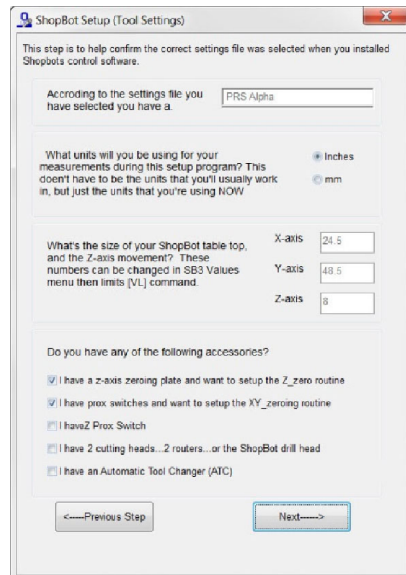 ShopBot Setup (Tool Settings)
This step is to help confirm the correct settings file was selected when you installed
Shopbots control software.
Accroding to the settings file you
have selected you have a.
PRS Alpha
What units will you be using for your
measurements during this setup program? This
doen't have to be the units that you'll usually work
in, but just the units that you're using NOW
Inches
mm
What's the size of your ShopBot table top,
and the Z-axis movement? These
numbers can be changed in SB3 Values
menu then limits [VL] command.
X-axis 24.5
Y-axis 48.5
Z-axis 8
Do you have any of the following accessories?
I have a z-axis zeroing plate and want to setup the Z_zero routine
I have prox switches and want to setup the XY_zeroing routine
I haveZ Prox Switch
I have 2 cutting heads...2 routers...or the ShopBot drill head
I have an Automatic Tool Changer (ATC)
<-----Previous Step
Next------>